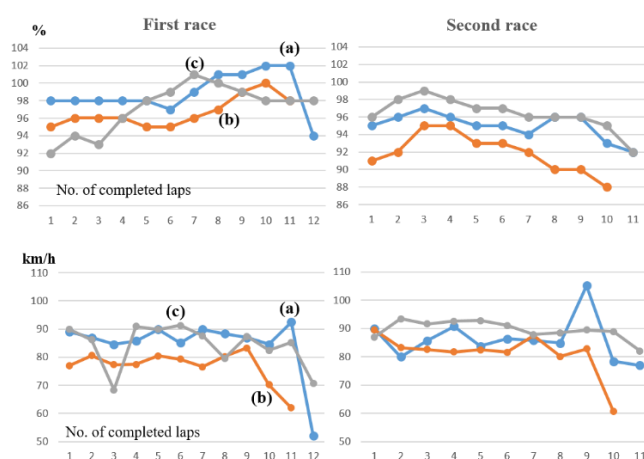 First race
Second race
%
104
102
100
98
96
94
92
90
88
86
(c)
(a)
(b)
No. of completed laps
1 2 3 4 5 6 7 8 9 10 11 12
104
102
100
98
96
94
92
90
88
86
1 2 3 4 5 6 7 8 9 10 11
km/h
110
100
90
80
70
60
50
(c)
(a)
(b)
No. of completed laps
1 2 3 4 5 6 7 8 9 10 11 12
110
100
90
80
70
60
50
1 2 3 4 5 6 7 8 9 10 11